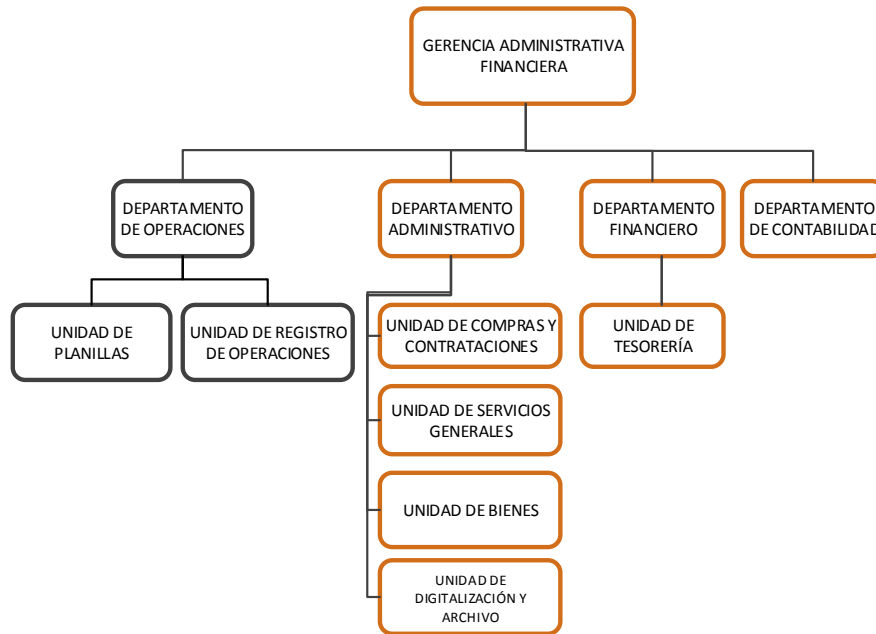 GERENCIA ADMINISTRATIVA
FINANCIERA
DEPARTAMENTO
DE OPERACIONES
DEPARTAMENTO
ADMINISTRATIVO
DEPARTAMENTO
FINANCIERO
DEPARTAMENTO
DE CONTABILIDAD
UNIDAD DE
PLANILLAS
UNIDAD DE REGISTRO
DE OPERACIONES
UNIDAD DE COMPRAS Y
CONTRATACIONES
UNIDAD DE
TESORERÍA
UNIDAD DE SERVICIOS
GENERALES
UNIDAD DE BIENES
UNIDAD DE
DIGITALIZACIÓN Y
ARCHIVO